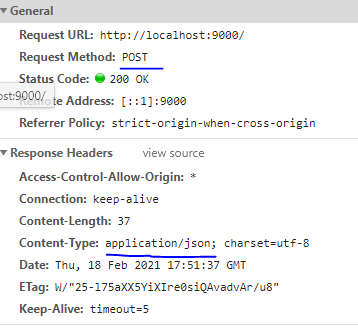 General
Request URL: http://localhost:9000/
Request Method: POST
Status Code: 200 OK
ost:9000/
mote Address: [::1]:9000
Referrer Policy: strict-origin-when-cross-origin
Response Headers view source
Access-Control-Allow-Origin: *
Connection: keep-alive
Content-Length: 37
Content-Type: application/json; charset=utf-8
Date: Thu, 18 Feb 2021 17:51:37 GMT
ETag: W/"25-l75aXX5YiXIre0siQAvadvAr/u8"
Keep-Alive: timeout=5